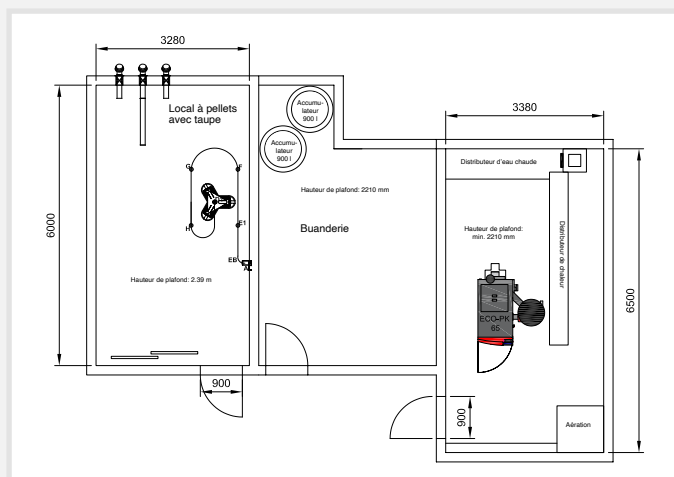 3280
Local à pellets
avec taupe
Accumu-
lateur
900 l
Accumu-
lateur
900 l
3380
Distributeur d'eau chaude
G
F
Hauteur de plafond: 2210 mm
Distributeur de chaleur
6000
H
E1
Buanderie
Hauteur de plafond:
min. 2210 mm
EB
A
Hauteur de plafond: 2.39 m
ECO-PK
65
6500
900
900
Aération